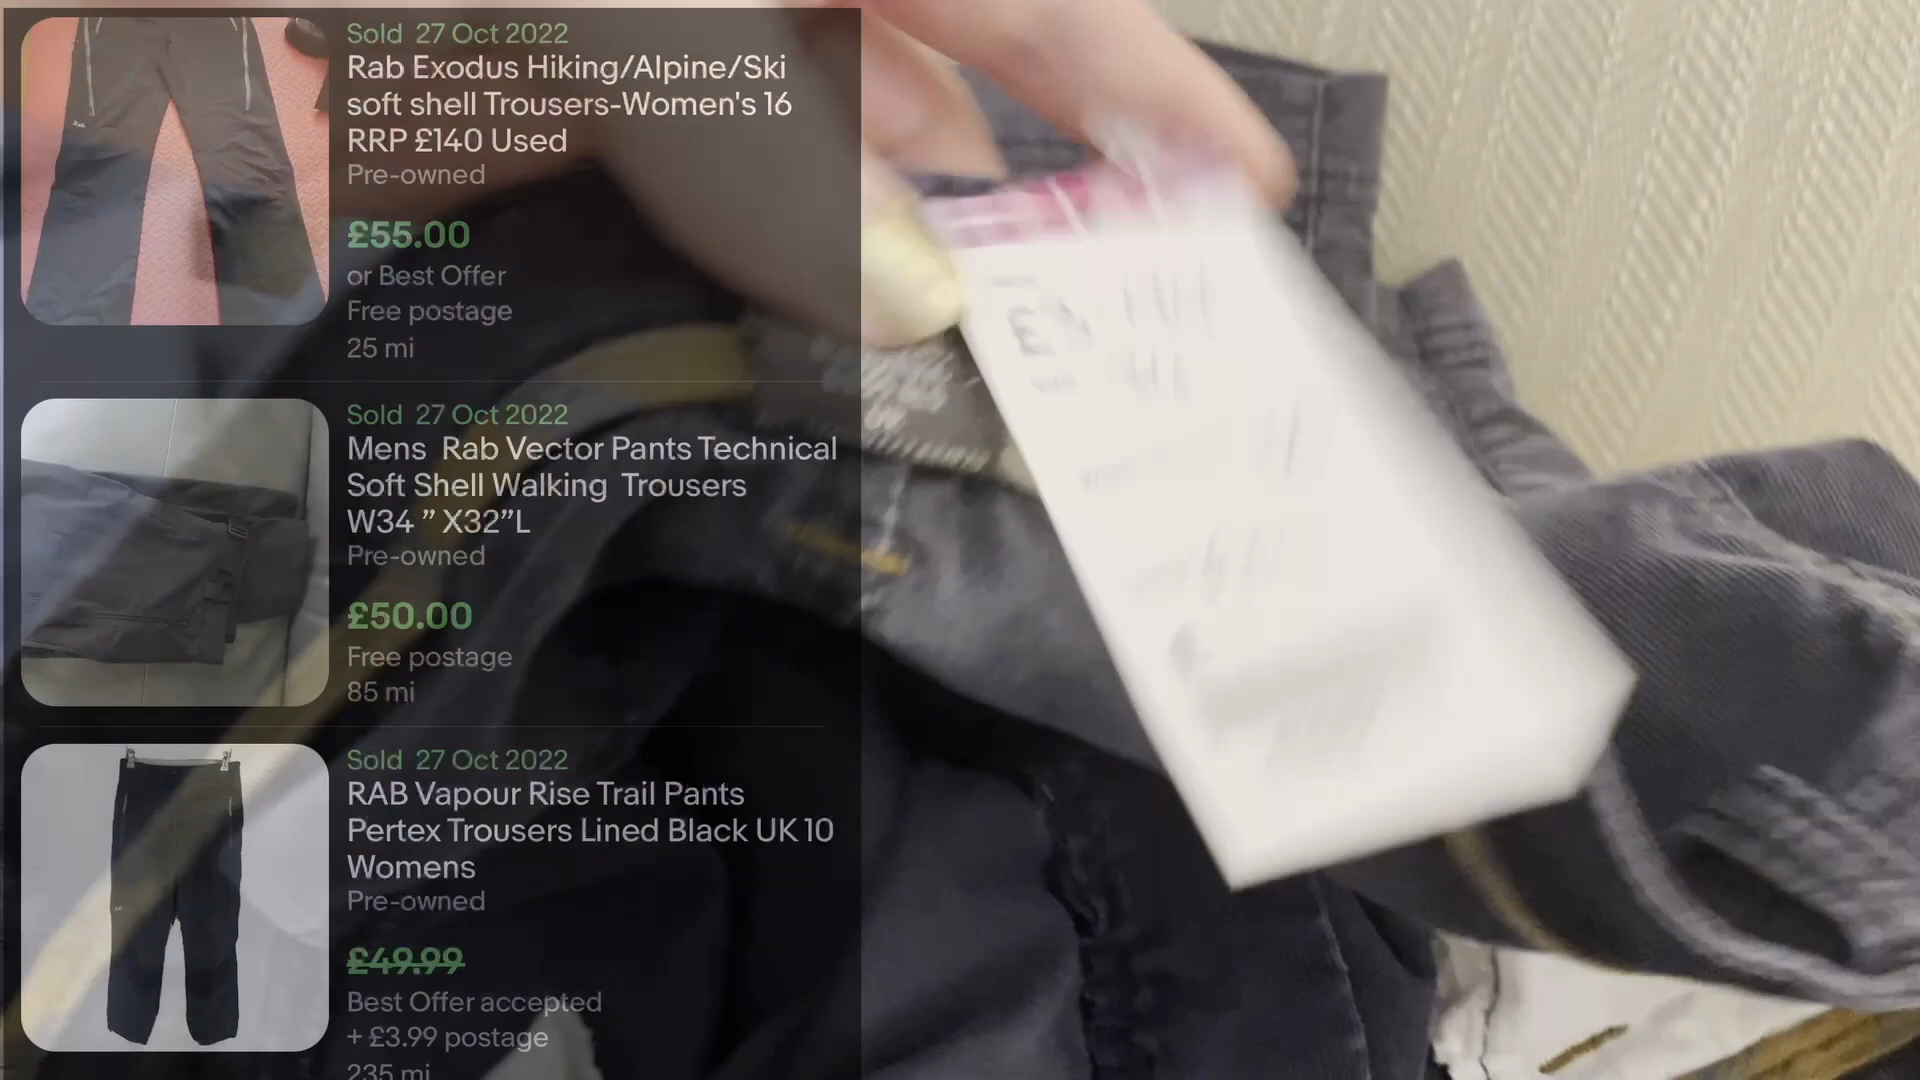 Sold 27 Oct 2022
Rab Exodus Hiking/Alpine/Ski
soft shell Trousers-Women's 16
RRP £140 Used
Pre-owned
£55.00
or Best Offer
Free postage
25 mi
Sold 27 Oct 2022
Mens Rab Vector Pants Technical
Soft Shell Walking Trousers
W34 ” X32”L
Pre-owned
£50.00
Free postage
85 mi
Sold 27 Oct 2022
RAB Vapour Rise Trail Pants
Pertex Trousers Lined Black UK 10
Womens
Pre-owned
£49.99
Best Offer accepted
+ £3.99 postage
235 mi